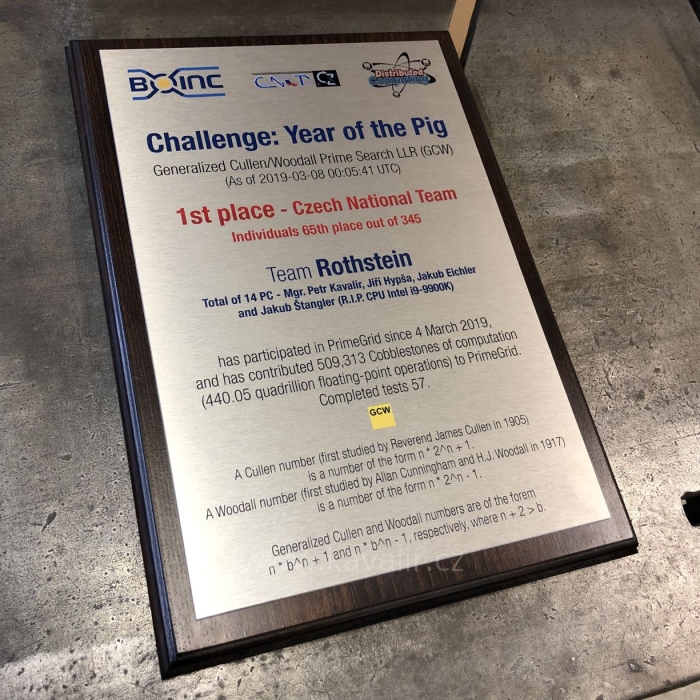 BOINC
CNT CZ
Distributed
Computing
Challenge: Year of the Pig
Generalized Cullen/Woodall Prime Search LLR (GCW)
(As of 2019-03-08 00:05:41 UTC)
1st place - Czech National Team
Individuals 65th place out of 345
Team Rothstein
Total of 14 PC - Mgr. Petr Kavalír, Jiří Hypša, Jakub Eichler
and Jakub Štangler (R.I.P. CPU Intel i9-9900K)
has participated in PrimeGrid since 4 March 2019,
and has contributed 509,313 Cobblestones of computation
(440.05 quadrillion floating-point operations) to PrimeGrid.
Completed tests 57.
GCW
A Cullen number (first studied by Reverend James Cullen in 1905)
is a number of the form n * 2^n + 1.
A Woodall number (first studied by Allan Cunningham and H.J. Woodall in 1917)
is a number of the form n * 2^n - 1.
Generalized Cullen and Woodall numbers are of the forem
n * b^n + 1 and n * b^n - 1, respectively, where n + 2 > b.